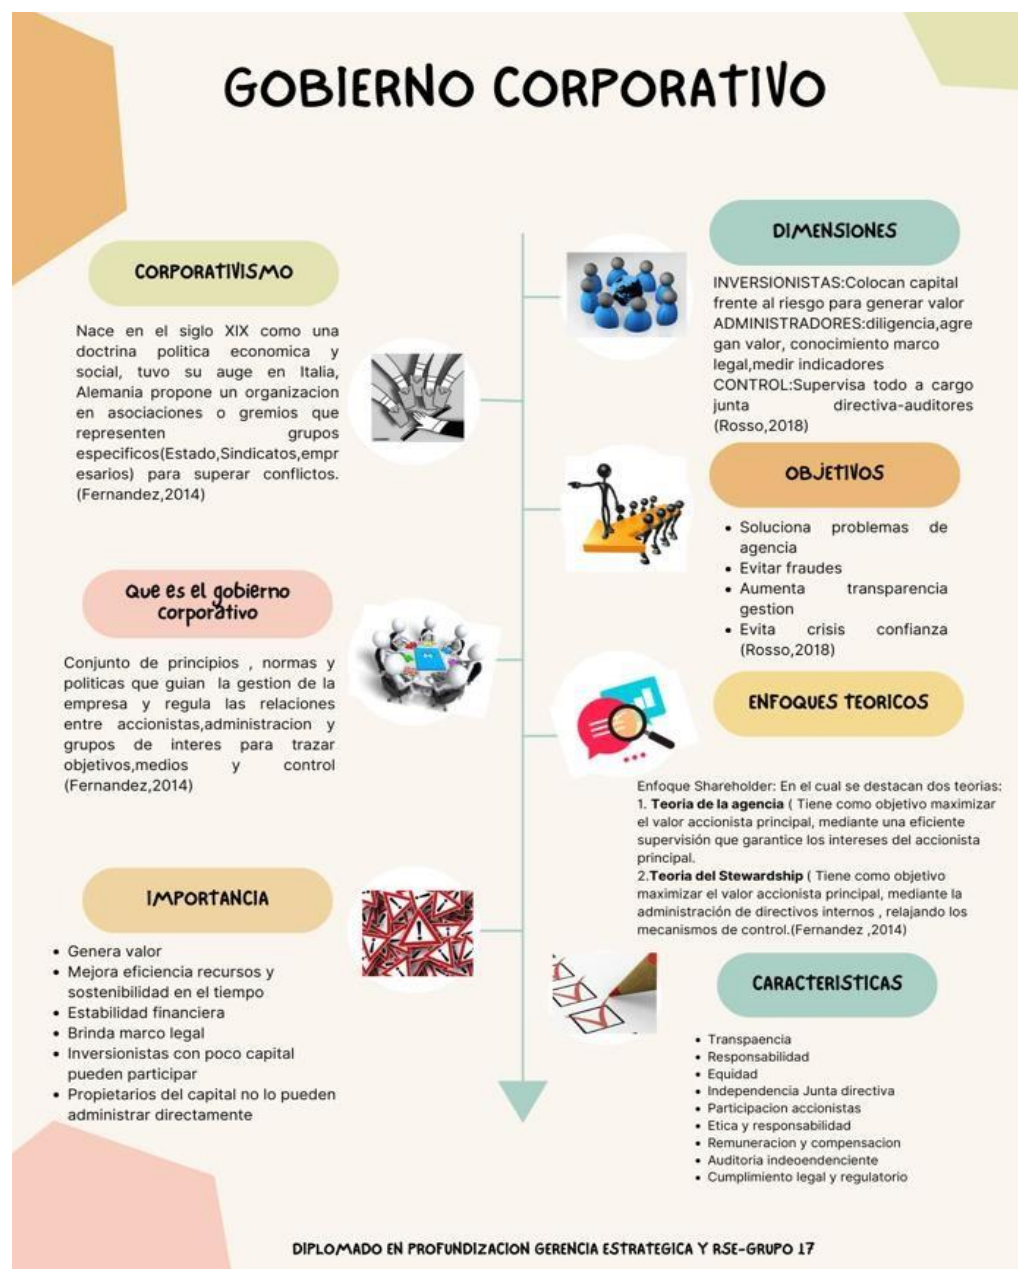 GOBIERNO CORPORATIVO
CORPORATIVISMO
Nace en el siglo XIX como una
doctrina politica economica y
social, tuvo su auge en Italia,
Alemania propone un organizacion
en asociaciones o gremios que
representen grupos
especificos(Estado,Sindicatos,empr
esarios) para superar conflictos.
(Fernandez,2014)
Que es el gobierno
corporativo
Conjunto de principios , normas y
politicas que guian la gestion de la
empresa y regula las relaciones
entre accionistas,administracion y
grupos de interes para trazar
objetivos,medios y control
(Fernandez,2014)
IMPORTANCIA
• Genera valor
• Mejora eficiencia recursos y
sostenibilidad en el tiempo
• Estabilidad financiera
• Brinda marco legal
• Inversionistas con poco capital
pueden participar
• Propietarios del capital no lo pueden
administrar directamente
DIMENSIONES
INVERSIONISTAS:Colocan capital
frente al riesgo para generar valor
ADMINISTRADORES:diligencia,agre
gan valor, conocimiento marco
legal,medir indicadores
CONTROL:Supervisa todo a cargo
junta directiva-auditores
(Rosso,2018)
OBJETIVOS
• Soluciona problemas de
agencia
• Evitar fraudes
• Aumenta transparencia
gestion
• Evita crisis confianza
(Rosso,2018)
ENFOQUES TEORICOS
Enfoque Shareholder: En el cual se destacan dos teorias:
1. Teoria de la agencia ( Tiene como objetivo maximizar
el valor accionista principal, mediante una eficiente
supervisión que garantice los intereses del accionista
principal.
2.Teoria del Stewardship ( Tiene como objetivo
maximizar el valor accionista principal, mediante la
administración de directivos internos , relajando los
mecanismos de control.(Fernandez ,2014)
CARACTERISTICAS
• Transpaencia
• Responsabilidad
• Equidad
• Independencia Junta directiva
• Participacion accionistas
• Etica y responsabilidad
• Remuneracion y compensacion
• Auditoria indeoendenciente
• Cumplimiento legal y regulatorio
DIPLOMADO EN PROFUNDIZACION GERENCIA ESTRATEGICA Y RSE-GRUPO 17